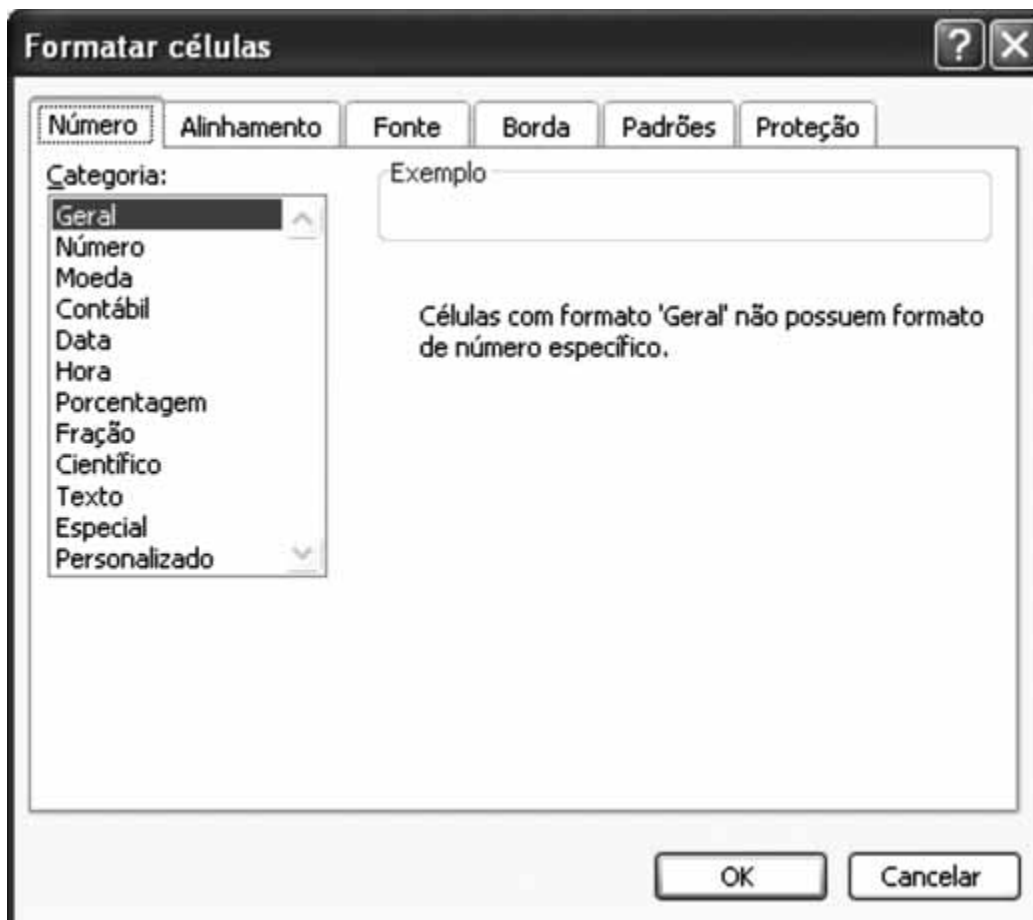 Formatar células
Número Alinhamento Fonte Borda Padrões Proteção
Categoria:
Geral
Número
Moeda
Contábil
Data
Hora
Porcentagem
Fração
Científico
Texto
Especial
Personalizado
Exemplo
Células com formato 'Geral' não possuem formato
de número específico.
OK Cancelar